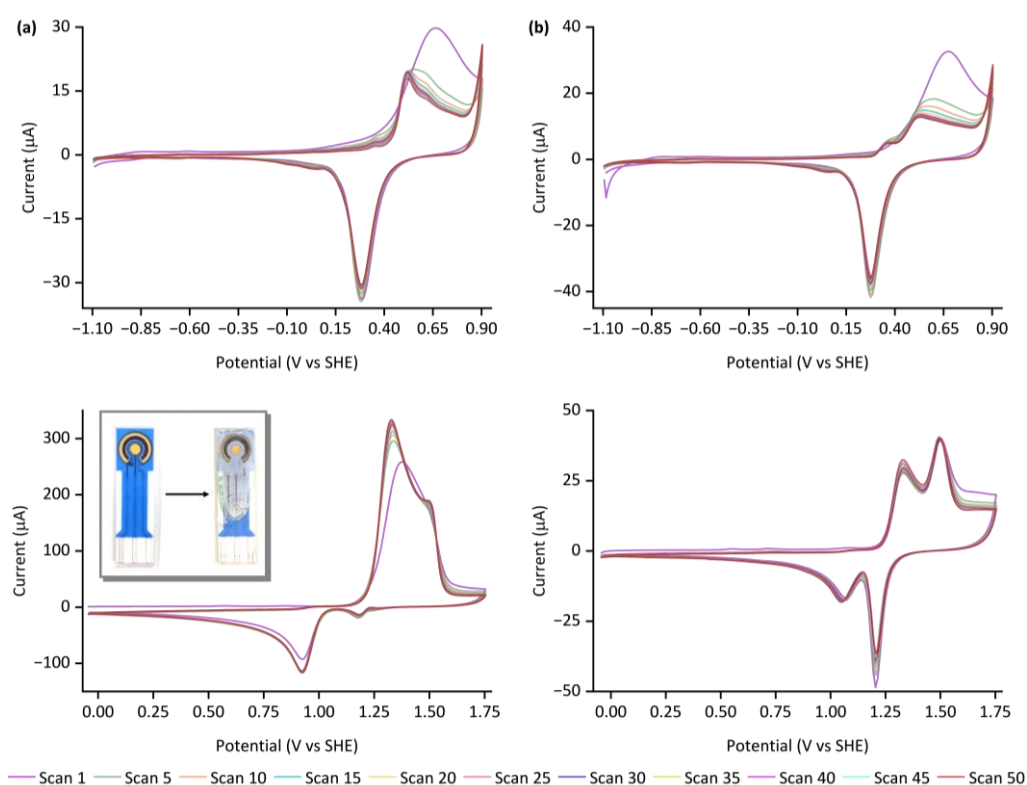 (a)
30
15
0
−15
−30
Current (µA)
−1.10 −0.85 −0.60 −0.35 −0.10 0.15 0.40 0.65 0.90
Potential (V vs SHE)
(b)
40
20
0
−20
−40
Current (µA)
−1.10 −0.85 −0.60 −0.35 −0.10 0.15 0.40 0.65 0.90
Potential (V vs SHE)
300
200
100
0
−100
Current (µA)
0.00 0.25 0.50 0.75 1.00 1.25 1.50 1.75
Potential (V vs SHE)
50
25
0
−25
−50
Current (µA)
0.00 0.25 0.50 0.75 1.00 1.25 1.50 1.75
Potential (V vs SHE)
Scan 1 Scan 5 Scan 10 Scan 15 Scan 20 Scan 25 Scan 30 Scan 35 Scan 40 Scan 45 Scan 50